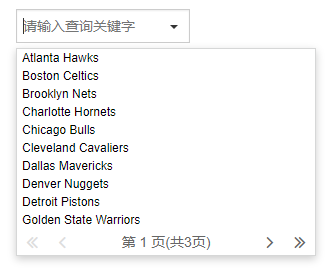 请输入查询关键字
Atlanta Hawks
Boston Celtics
Brooklyn Nets
Charlotte Hornets
Chicago Bulls
Cleveland Cavaliers
Dallas Mavericks
Denver Nuggets
Detroit Pistons
Golden State Warriors
第 1 页(共3页)